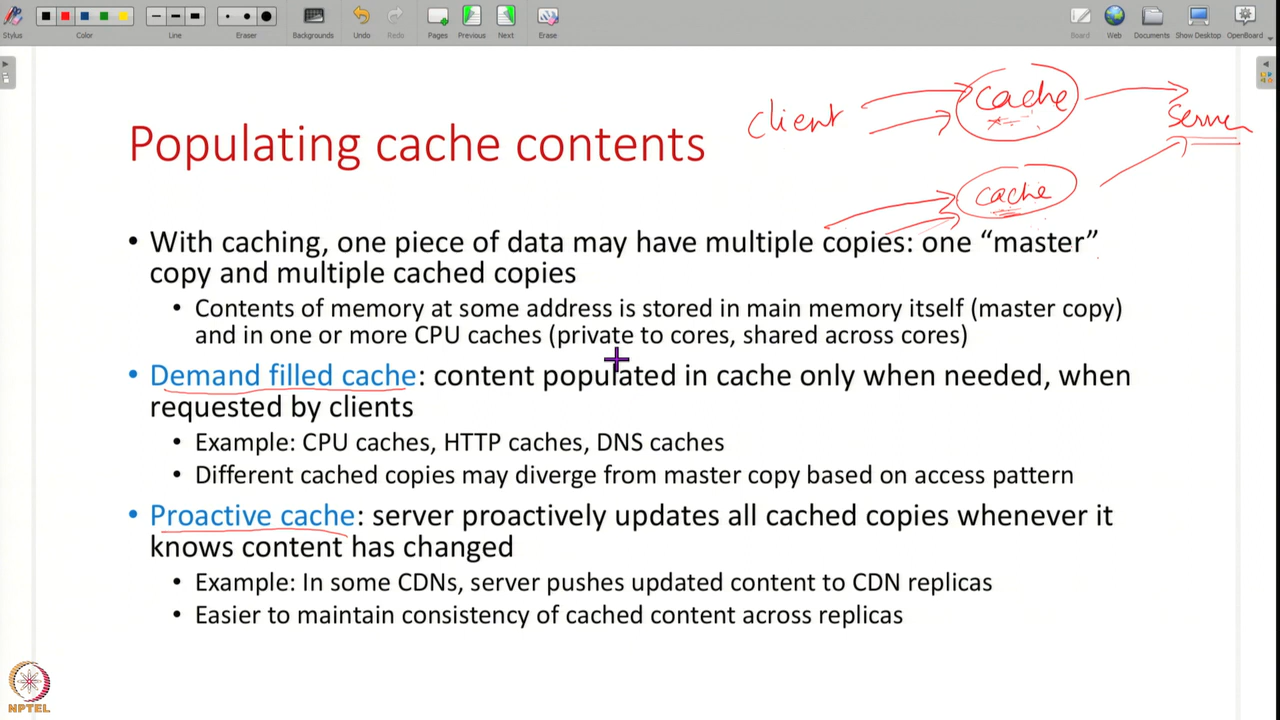 Stylus
Color
Line
Eraser
Backgrounds
Undo
Redo
Pages
Previous
Next
Erase
Board
Web
Documents
Show Desktop
OpenBoard
client
cache
server
cache
Populating cache contents
• With caching, one piece of data may have multiple copies: one “master”
copy and multiple cached copies
• Contents of memory at some address is stored in main memory itself (master copy)
and in one or more CPU caches (private to cores, shared across cores)
• Demand filled cache: content populated in cache only when needed, when
requested by clients
• Example: CPU caches, HTTP caches, DNS caches
• Different cached copies may diverge from master copy based on access pattern
• Proactive cache: server proactively updates all cached copies whenever it
knows content has changed
• Example: In some CDNs, server pushes updated content to CDN replicas
• Easier to maintain consistency of cached content across replicas
NPTEL